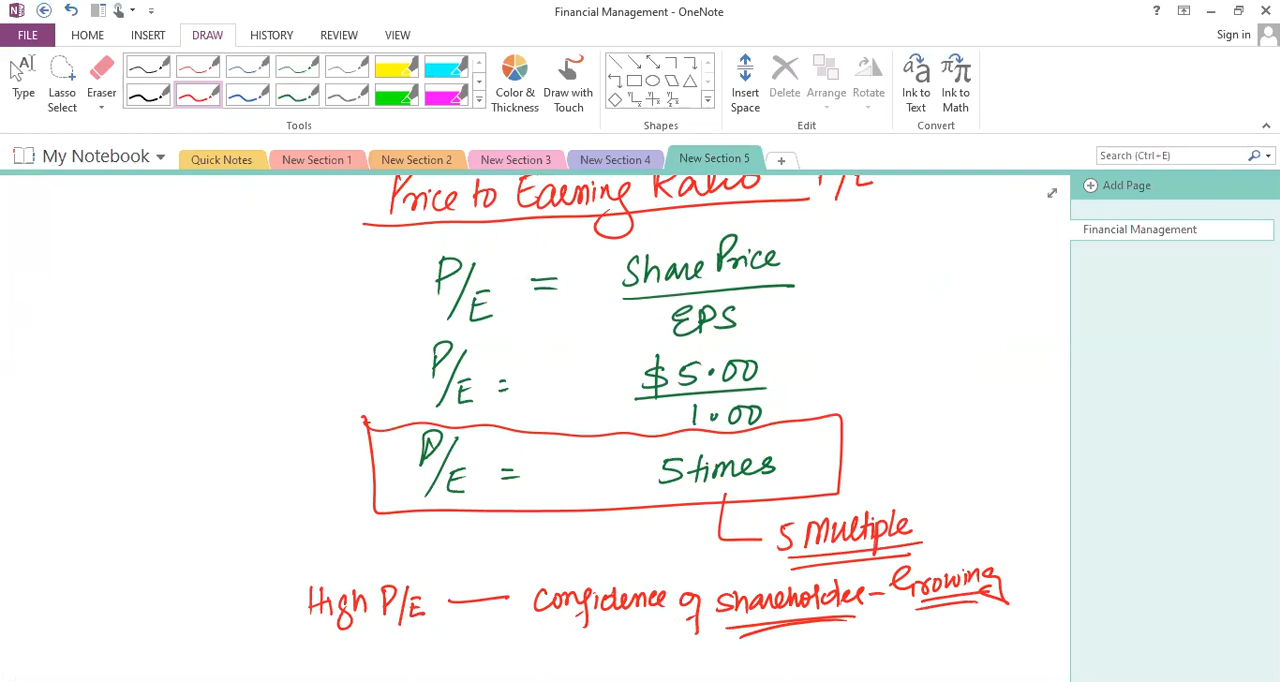 Financial Management - OneNote
?
Sign in
FILE HOME INSERT DRAW HISTORY REVIEW VIEW
Type
Lasso Select
Eraser
Color & Thickness
Draw with Touch
Insert Space
Delete
Arrange
Rotate
Ink to Text
Ink to Math
Tools
Shapes
Edit
Convert
My Notebook
Quick Notes
New Section 1
New Section 2
New Section 3
New Section 4
New Section 5
Search (Ctrl+E)
Add Page
Financial Management
Price to Earning Ratio P/E
P/E = Share Price
EPS
P/E = $5.00
1.00
P/E = 5 times
5 Multiple
High P/E — Confidence of shareholder - Growing